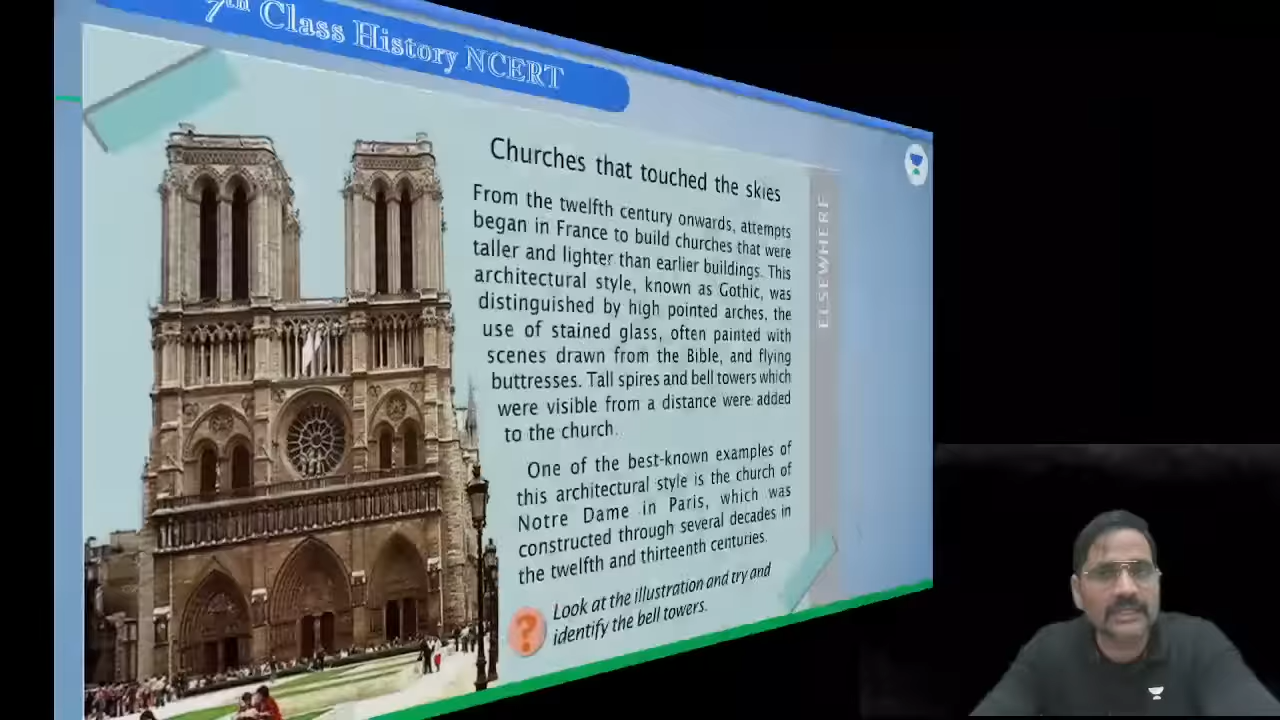 7th Class History NCERT
Churches that touched the skies
From the twelfth century onwards, attempts
began in France to build churches that were
taller and lighter than earlier buildings. This
architectural style, known as Gothic, was
distinguished by high pointed arches, the
use of stained glass, often painted with
scenes drawn from the Bible, and flying
buttresses. Tall spires and bell towers which
were visible from a distance were added
to the church.
One of the best-known examples of
this architectural style is the church of
Notre Dame in Paris, which was
constructed through several decades in
the twelfth and thirteenth centuries.
?
Look at the illustration and try and
identify the bell towers.
ELSEWHERE